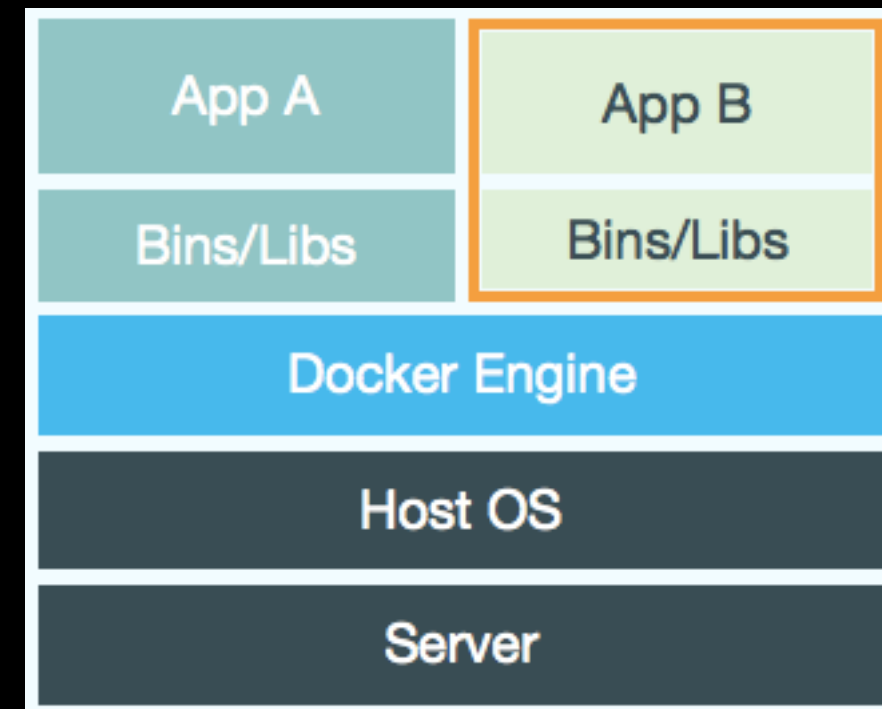 App A
App B
Bins/Libs
Bins/Libs
Docker Engine
Host OS
Server